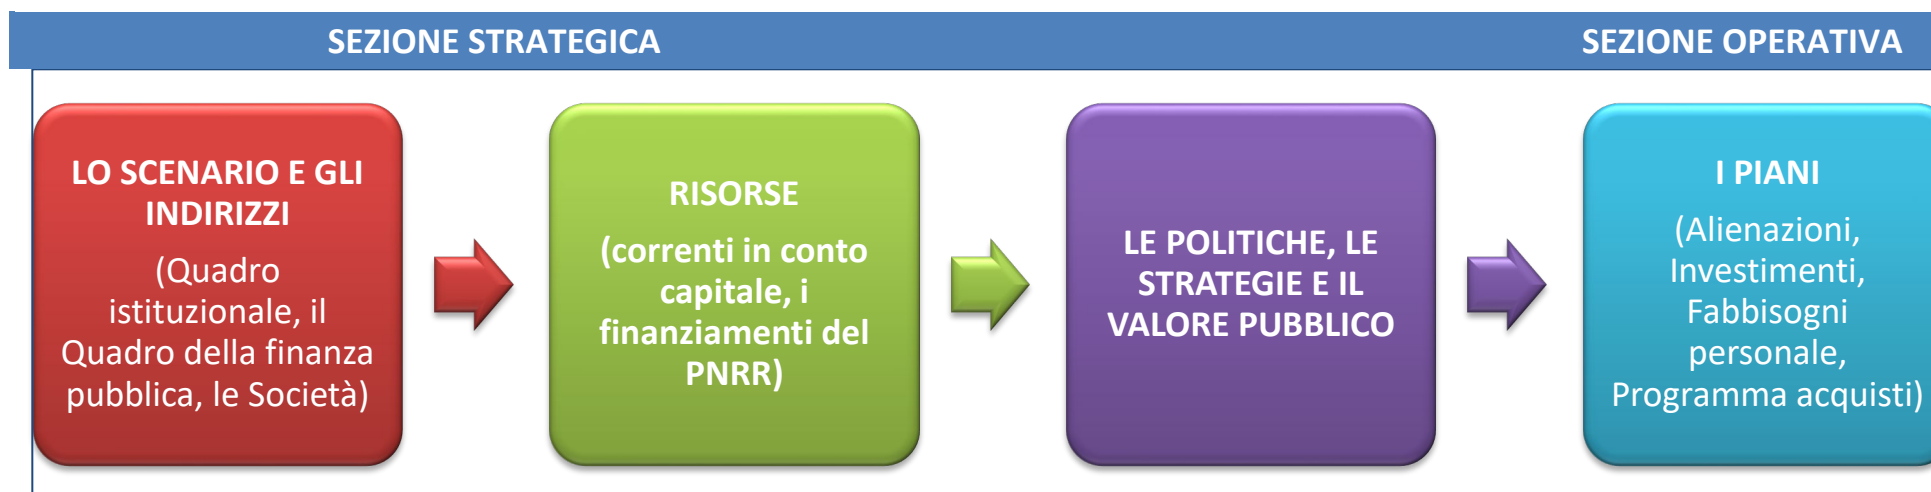 SEZIONE STRATEGICA
SEZIONE OPERATIVA
LO SCENARIO E GLI
INDIRIZZI
(Quadro
istituzionale, il
Quadro della finanza
pubblica, le Società)
RISORSE
(correnti in conto
capitale, i
finanziamenti del
PNRR)
LE POLITICHE, LE
STRATEGIE E IL
VALORE PUBBLICO
I PIANI
(Alienazioni,
Investimenti,
Fabbisogni
personale,
Programma acquisti)